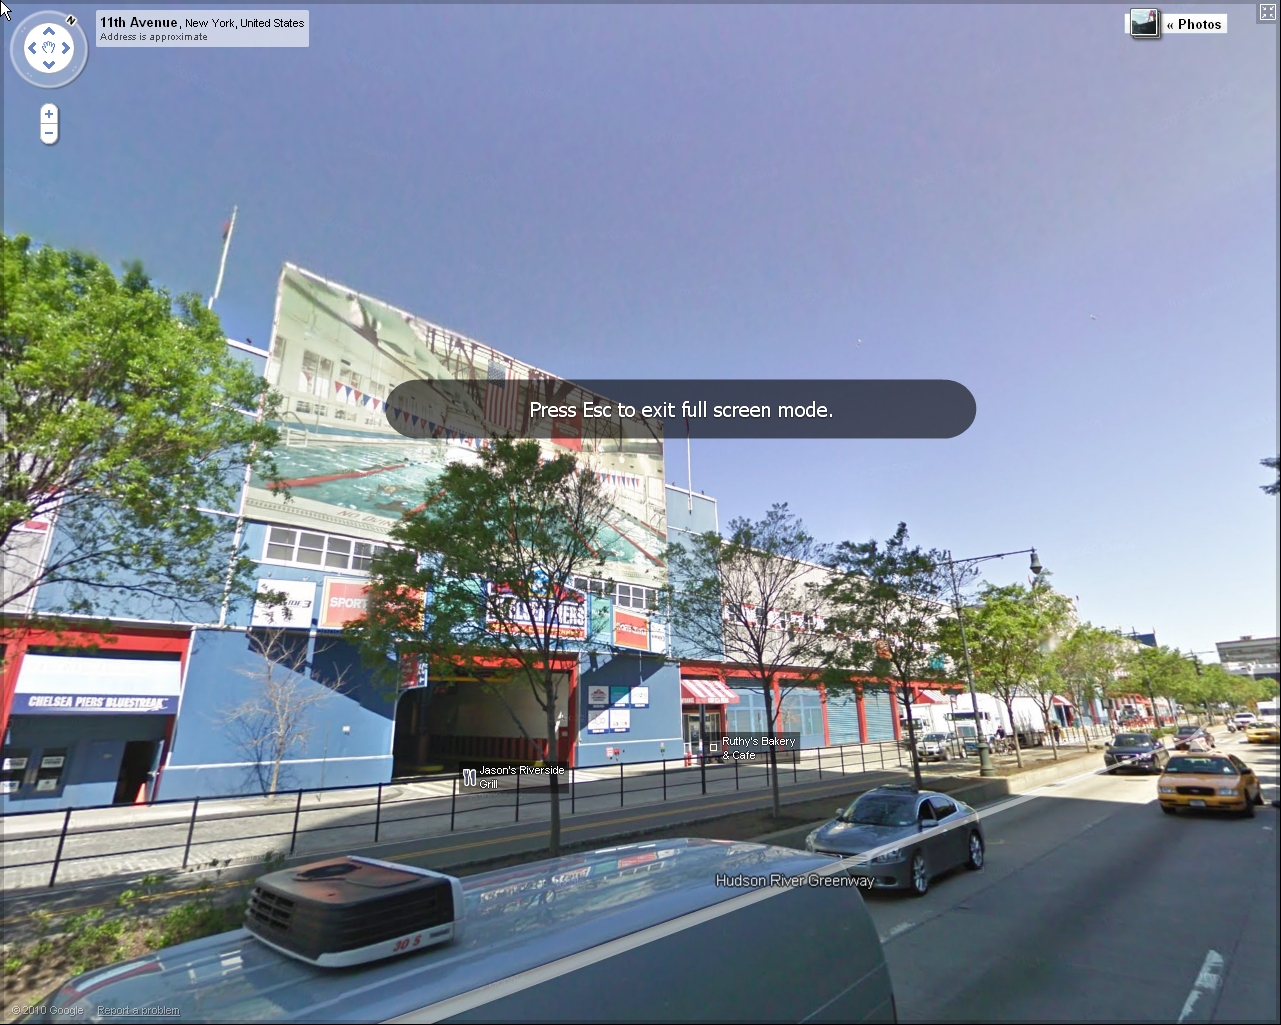 N
11th Avenue, New York, United States
Address is approximate
« Photos
+
−
Press Esc to exit full screen mode.
SPORT
CHELSEA PIERS BLUESTREAK
Ruthy's Bakery
& Cafe
Jason's Riverside
Grill
Hudson River Greenway
30 S
© 2010 Google
Report a problem